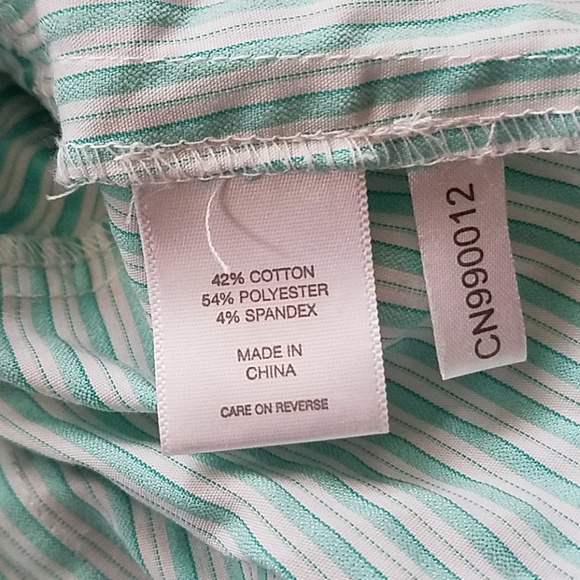 42% COTTON
54% POLYESTER
4% SPANDEX
MADE IN
CHINA
CARE ON REVERSE
CN990012